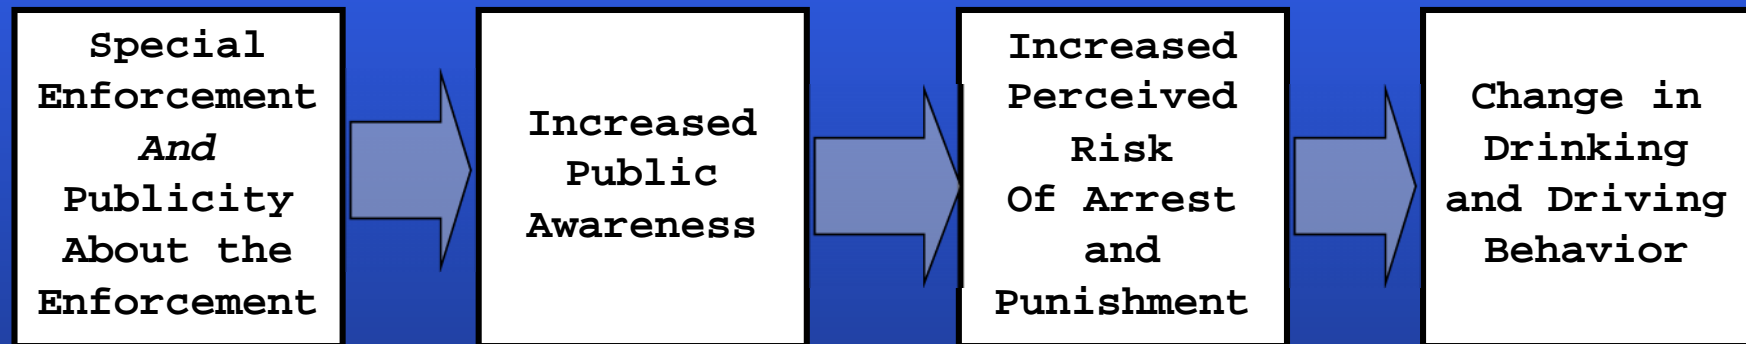 Special
Enforcement
And
Publicity
About the
Enforcement
Increased
Public
Awareness
Increased
Perceived
Risk
Of Arrest
and
Punishment
Change in
Drinking
and Driving
Behavior